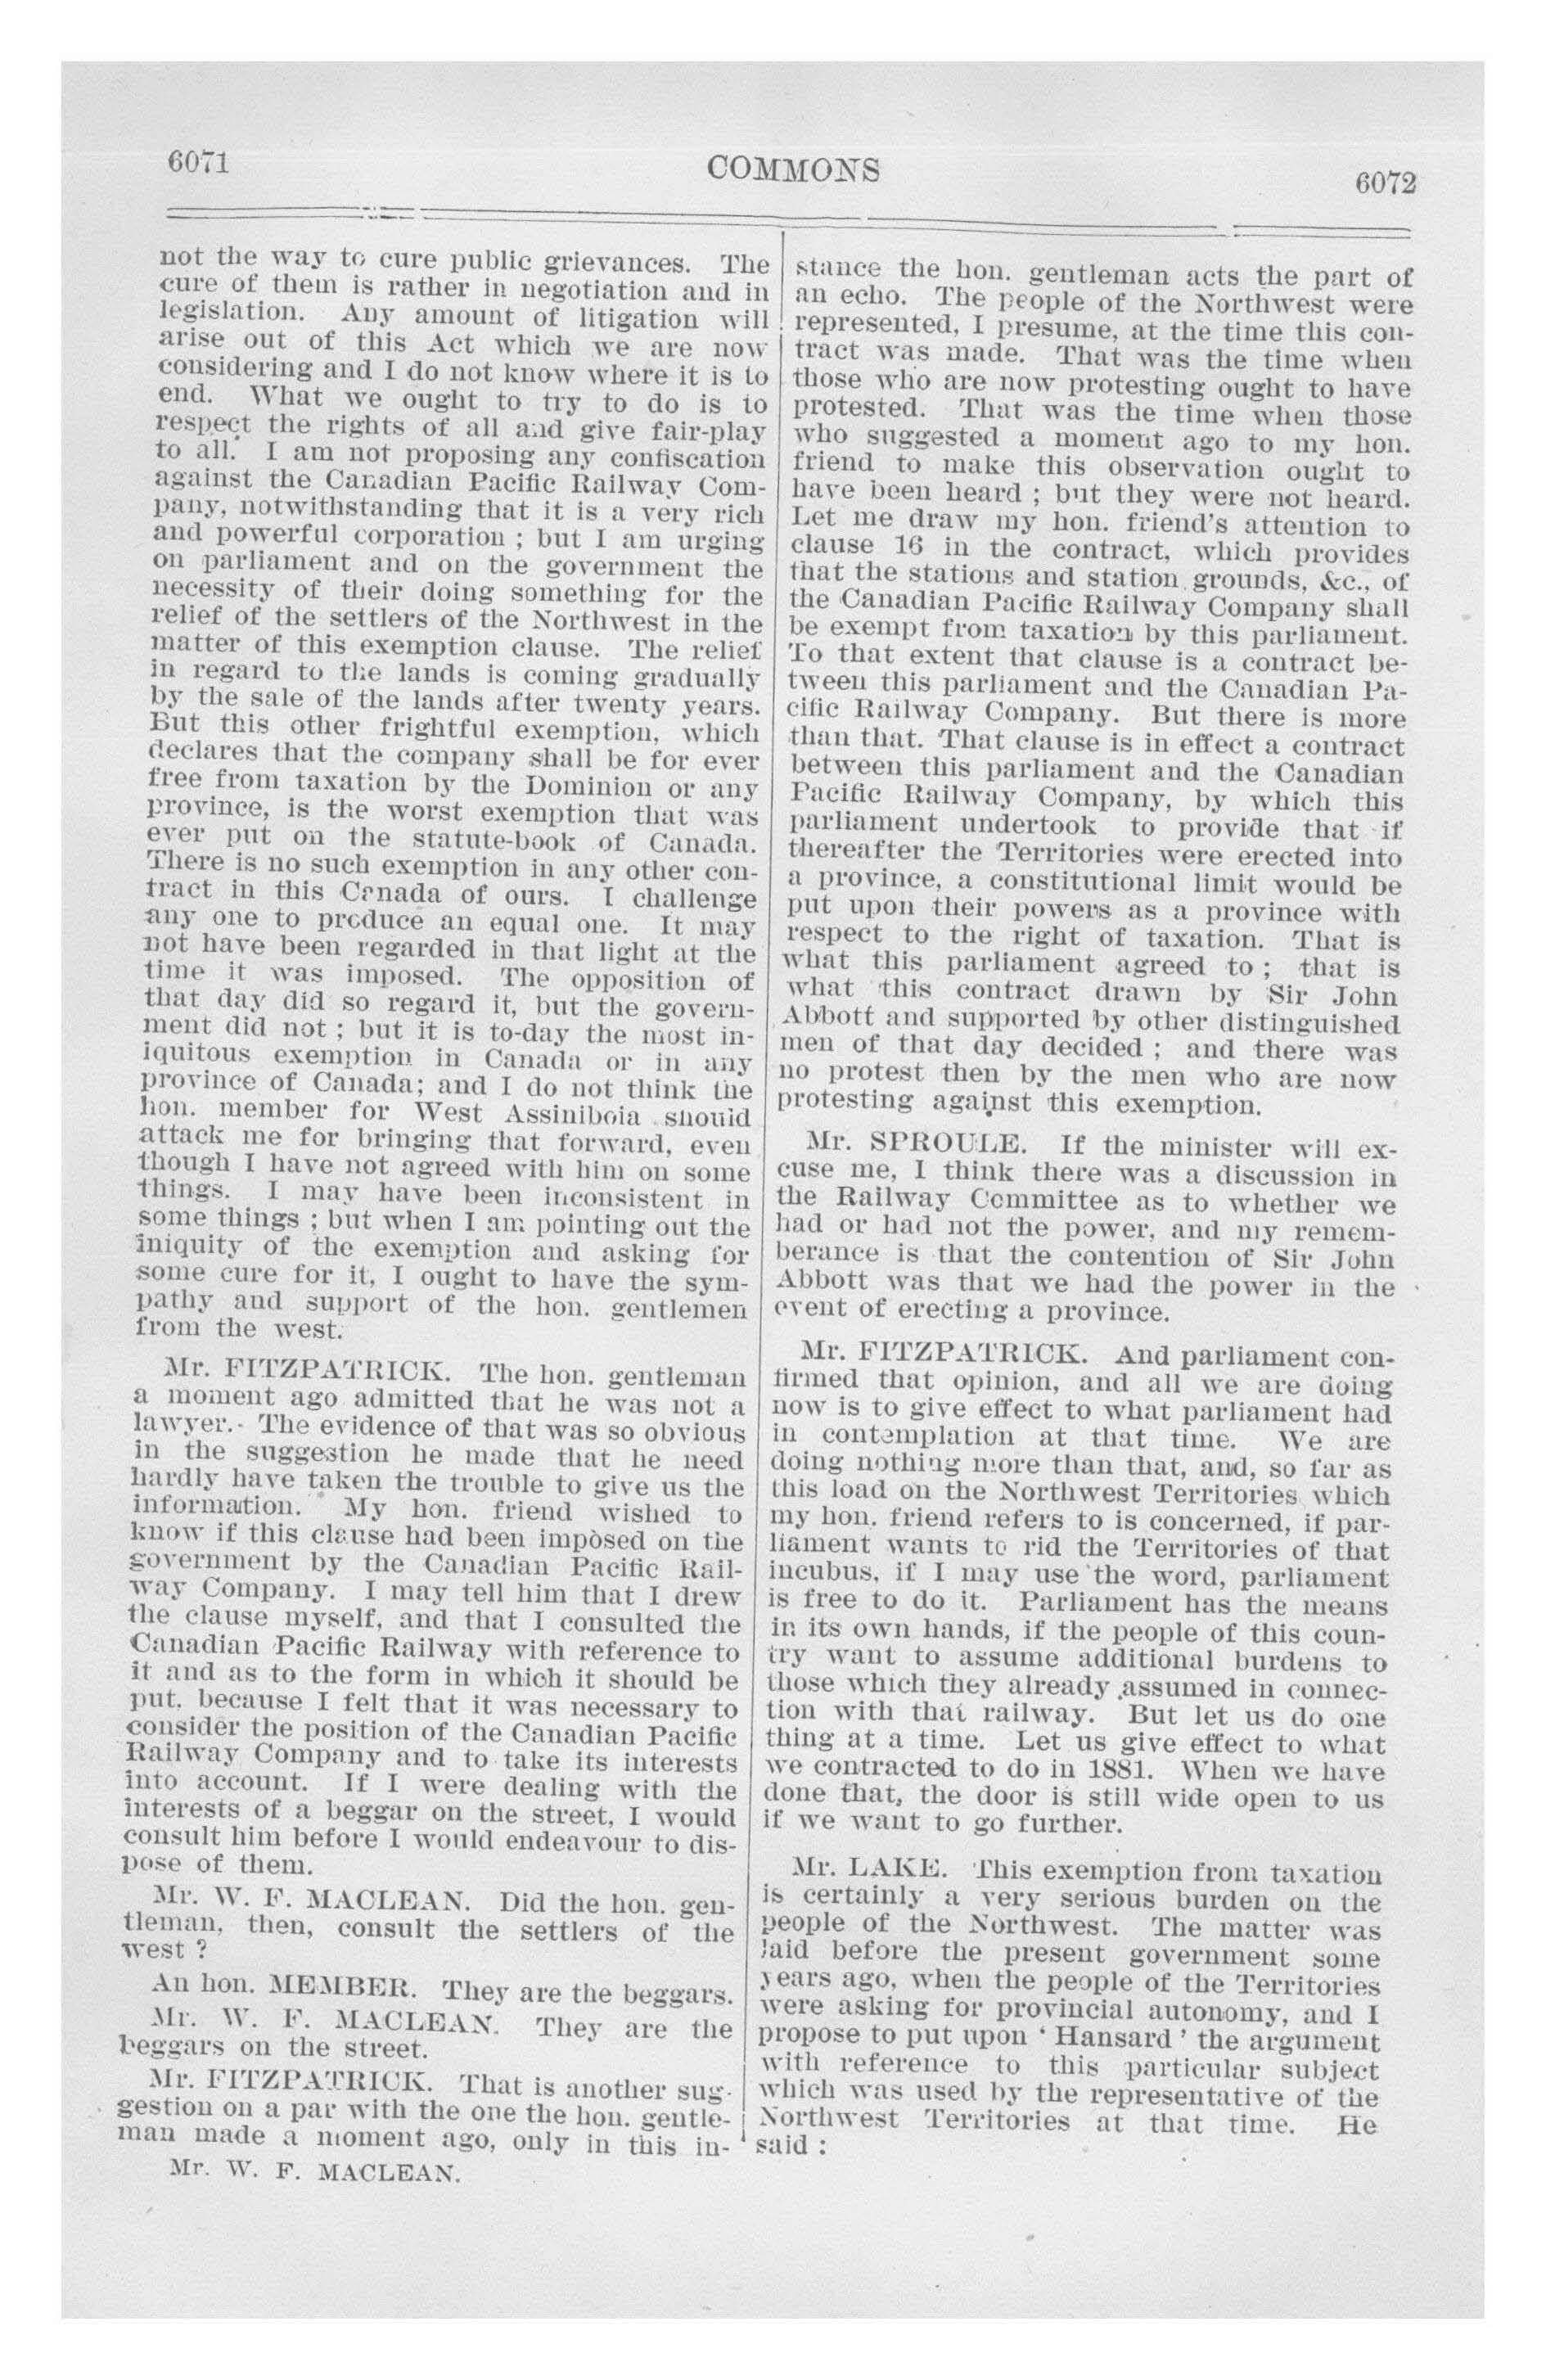 6071
COMMONS
6072
not the way to cure public grievances. The
cure of them is rather in negotiation and in
legislation. Any amount of litigation will
arise out of this Act which we are now
considering and I do not know where it is to
end. What we ought to try to do is to
respect the rights of all and give fair-play
to all. I am not proposing any confiscation
against the Canadian Pacific Railway Com-
pany, notwithstanding that it is a very rich
and powerful corporation ; but I am urging
on parliament and on the government the
necessity of their doing something for the
relief of the settlers of the Northwest in the
matter of this exemption clause. The relief
in regard to the lands is coming gradually
by the sale of the lands after twenty years.
But this other frightful exemption, which
declares that the company shall be for ever
free from taxation by the Dominion or any
province, is the worst exemption that was
ever put on the statute-book of Canada.
There is no such exemption in any other con-
tract in this Canada of ours. I challenge
any one to produce an equal one. It may
not have been regarded in that light at the
time it was imposed. The opposition of
that day did so regard it, but the govern-
ment did not ; but it is to-day the most in-
iquitous exemption in Canada or in any
province of Canada; and I do not think the
hon. member for West Assiniboia should
attack me for bringing that forward, even
though I have not agreed with him on some
things. I may have been inconsistent in
some things ; but when I am pointing out the
iniquity of the exemption and asking for
some cure for it, I ought to have the sym-
pathy and support of the hon. gentlemen
from the west.
Mr. FITZPATRICK. The hon. gentleman
a moment ago admitted that he was not a
lawyer. The evidence of that was so obvious
in the suggestion he made that he need
hardly have taken the trouble to give us the
information. My hon. friend wished to
know if this clause had been imposed on the
government by the Canadian Pacific Rail-
way Company. I may tell him that I drew
the clause myself, and that I consulted the
Canadian Pacific Railway with reference to
it and as to the form in which it should be
put, because I felt that it was necessary to
consider the position of the Canadian Pacific
Railway Company and to take its interests
into account. If I were dealing with the
interests of a beggar on the street, I would
consult him before I would endeavour to dis-
pose of them.
Mr. W. F. MACLEAN. Did the hon. gen-
tleman, then, consult the settlers of the
west ?
An hon. MEMBER. They are the beggars.
Mr. W. F. MACLEAN. They are the
beggars on the street.
Mr. FITZPATRICK. That is another sug-
gestion on a par with the one the hon. gentle-
man made a moment ago, only in this in-
Mr. W. F. MACLEAN.
stance the hon. gentleman acts the part of
an echo. The people of the Northwest were
represented, I presume, at the time this con-
tract was made. That was the time when
those who are now protesting ought to have
protested. That was the time when those
who suggested a moment ago to my hon.
friend to make this observation ought to
have been heard ; but they were not heard.
Let me draw my hon. friend's attention to
clause 16 in the contract, which provides
that the stations and station grounds, &c., of
the Canadian Pacific Railway Company shall
be exempt from taxation by this parliament.
To that extent that clause is a contract be-
tween this parliament and the Canadian Pa-
cific Railway Company. But there is more
than that. That clause is in effect a contract
between this parliament and the Canadian
Pacific Railway Company, by which this
parliament undertook to provide that if
thereafter the Territories were erected into
a province, a constitutional limit would be
put upon their powers as a province with
respect to the right of taxation. That is
what this parliament agreed to ; that is
what this contract drawn by Sir John
Abbott and supported by other distinguished
men of that day decided ; and there was
no protest then by the men who are now
protesting against this exemption.
Mr. SPROULE. If the minister will ex-
cuse me, I think there was a discussion in
the Railway Committee as to whether we
had or had not the power, and my remem-
berance is that the contention of Sir John
Abbott was that we had the power in the
event of erecting a province.
Mr. FITZPATRICK. And parliament con-
firmed that opinion, and all we are doing
now is to give effect to what parliament had
in contemplation at that time. We are
doing nothing more than that, and, so far as
this load on the Northwest Territories which
my hon. friend refers to is concerned, if par-
liament wants to rid the Territories of that
incubus, if I may use the word, parliament
is free to do it. Parliament has the means
in its own hands, if the people of this coun-
try want to assume additional burdens to
those which they already assumed in connec-
tion with that railway. But let us do one
thing at a time. Let us give effect to what
we contracted to do in 1881. When we have
done that, the door is still wide open to us
if we want to go further.
Mr. LAKE. This exemption from taxation
is certainly a very serious burden on the
people of the Northwest. The matter was
laid before the present government some
years ago, when the people of the Territories
were asking for provincial autonomy, and I
propose to put upon ' Hansard ' the argument
with reference to this particular subject
which was used by the representative of the
Northwest Territories at that time. He
said :